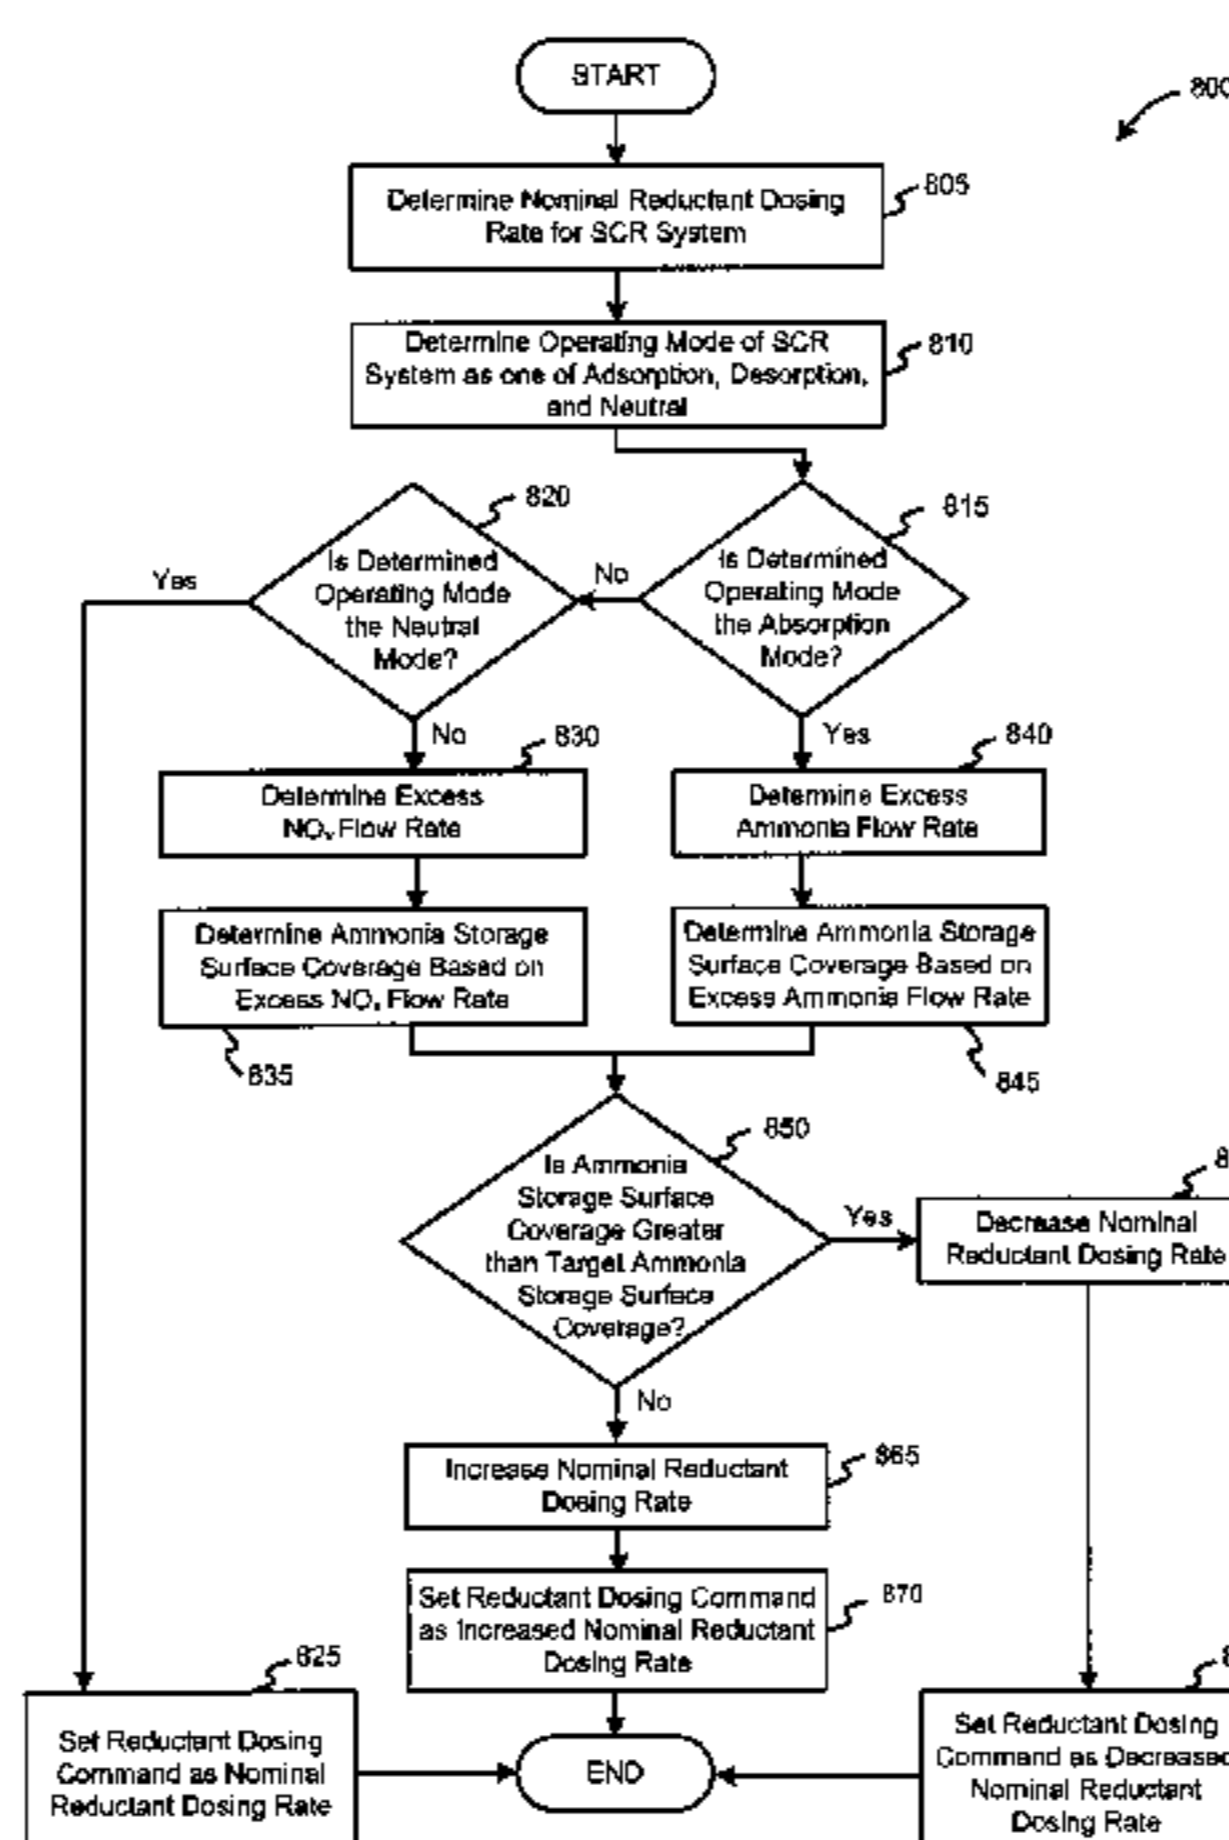 START
800
Determine Nominal Reductant Dosing
Rate for SCR System
805
Determine Operating Mode of SCR
System as one of Adsorption, Desorption,
and Neutral
810
820
815
Is Determined
Operating Mode
the Neutral
Mode?
Yes
No
Is Determined
Operating Mode
the Absorption
Mode?
No
830
Yes
840
Determine Excess
NOx Flow Rate
Determine Excess
Ammonia Flow Rate
Determine Ammonia Storage
Surface Coverage Based on
Excess NOx Flow Rate
Determine Ammonia Storage
Surface Coverage Based on
Excess Ammonia Flow Rate
835
845
850
Is Ammonia
Storage Surface
Coverage Greater
than Target Ammonia
Storage Surface
Coverage?
Yes
Decrease Nominal
Reductant Dosing Rate
No
Increase Nominal Reductant
Dosing Rate
865
Set Reductant Dosing Command
as Increased Nominal Reductant
Dosing Rate
870
825
Set Reductant Dosing
Command as Nominal
Reductant Dosing Rate
END
Set Reductant Dosing
Command as Decreased
Nominal Reductant
Dosing Rate